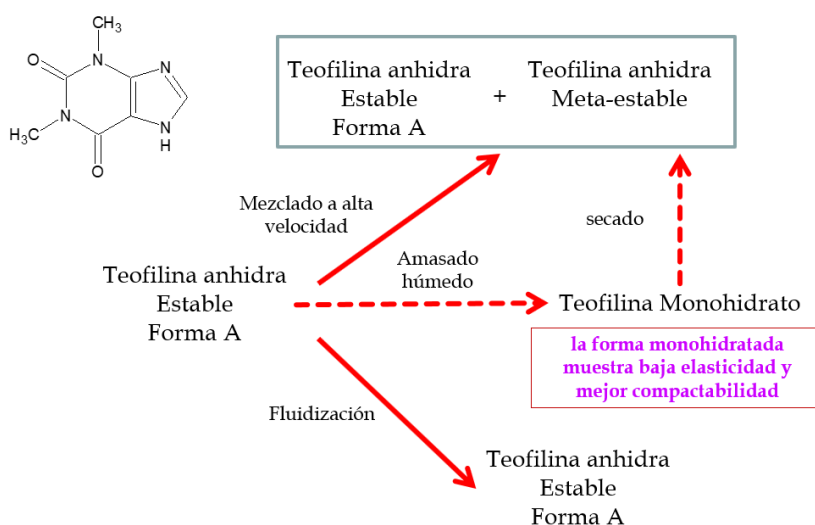 CH₃
O
N
N
N
N
H
H₃C
O
Teofilina anhidra
Estable
Forma A
+
Teofilina anhidra
Meta-estable
Mezclado a alta
velocidad
secado
Amasado
húmedo
Teofilina anhidra
Estable
Forma A
Teofilina Monohidrato
la forma monohidratada
muestra baja elasticidad y
mejor compactabilidad
Fluidización
Teofilina anhidra
Estable
Forma A